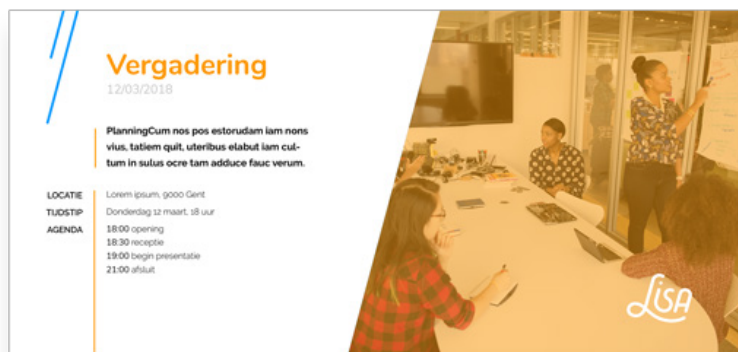 Vergadering
12/03/2018
PlanningCum nos pos estorudam iam nons
vius, tatiem quit, uteribus elabut iam cul-
tum in sulus ocre tam adduce fauc verum.
LOCATIE Lorem ipsum, 9000 Gent
TIJDSTIP Donderdag 12 maart, 18 uur
AGENDA 18:00 opening
18:30 receptie
19:00 begin presentatie
21:00 afsluit
LiSA